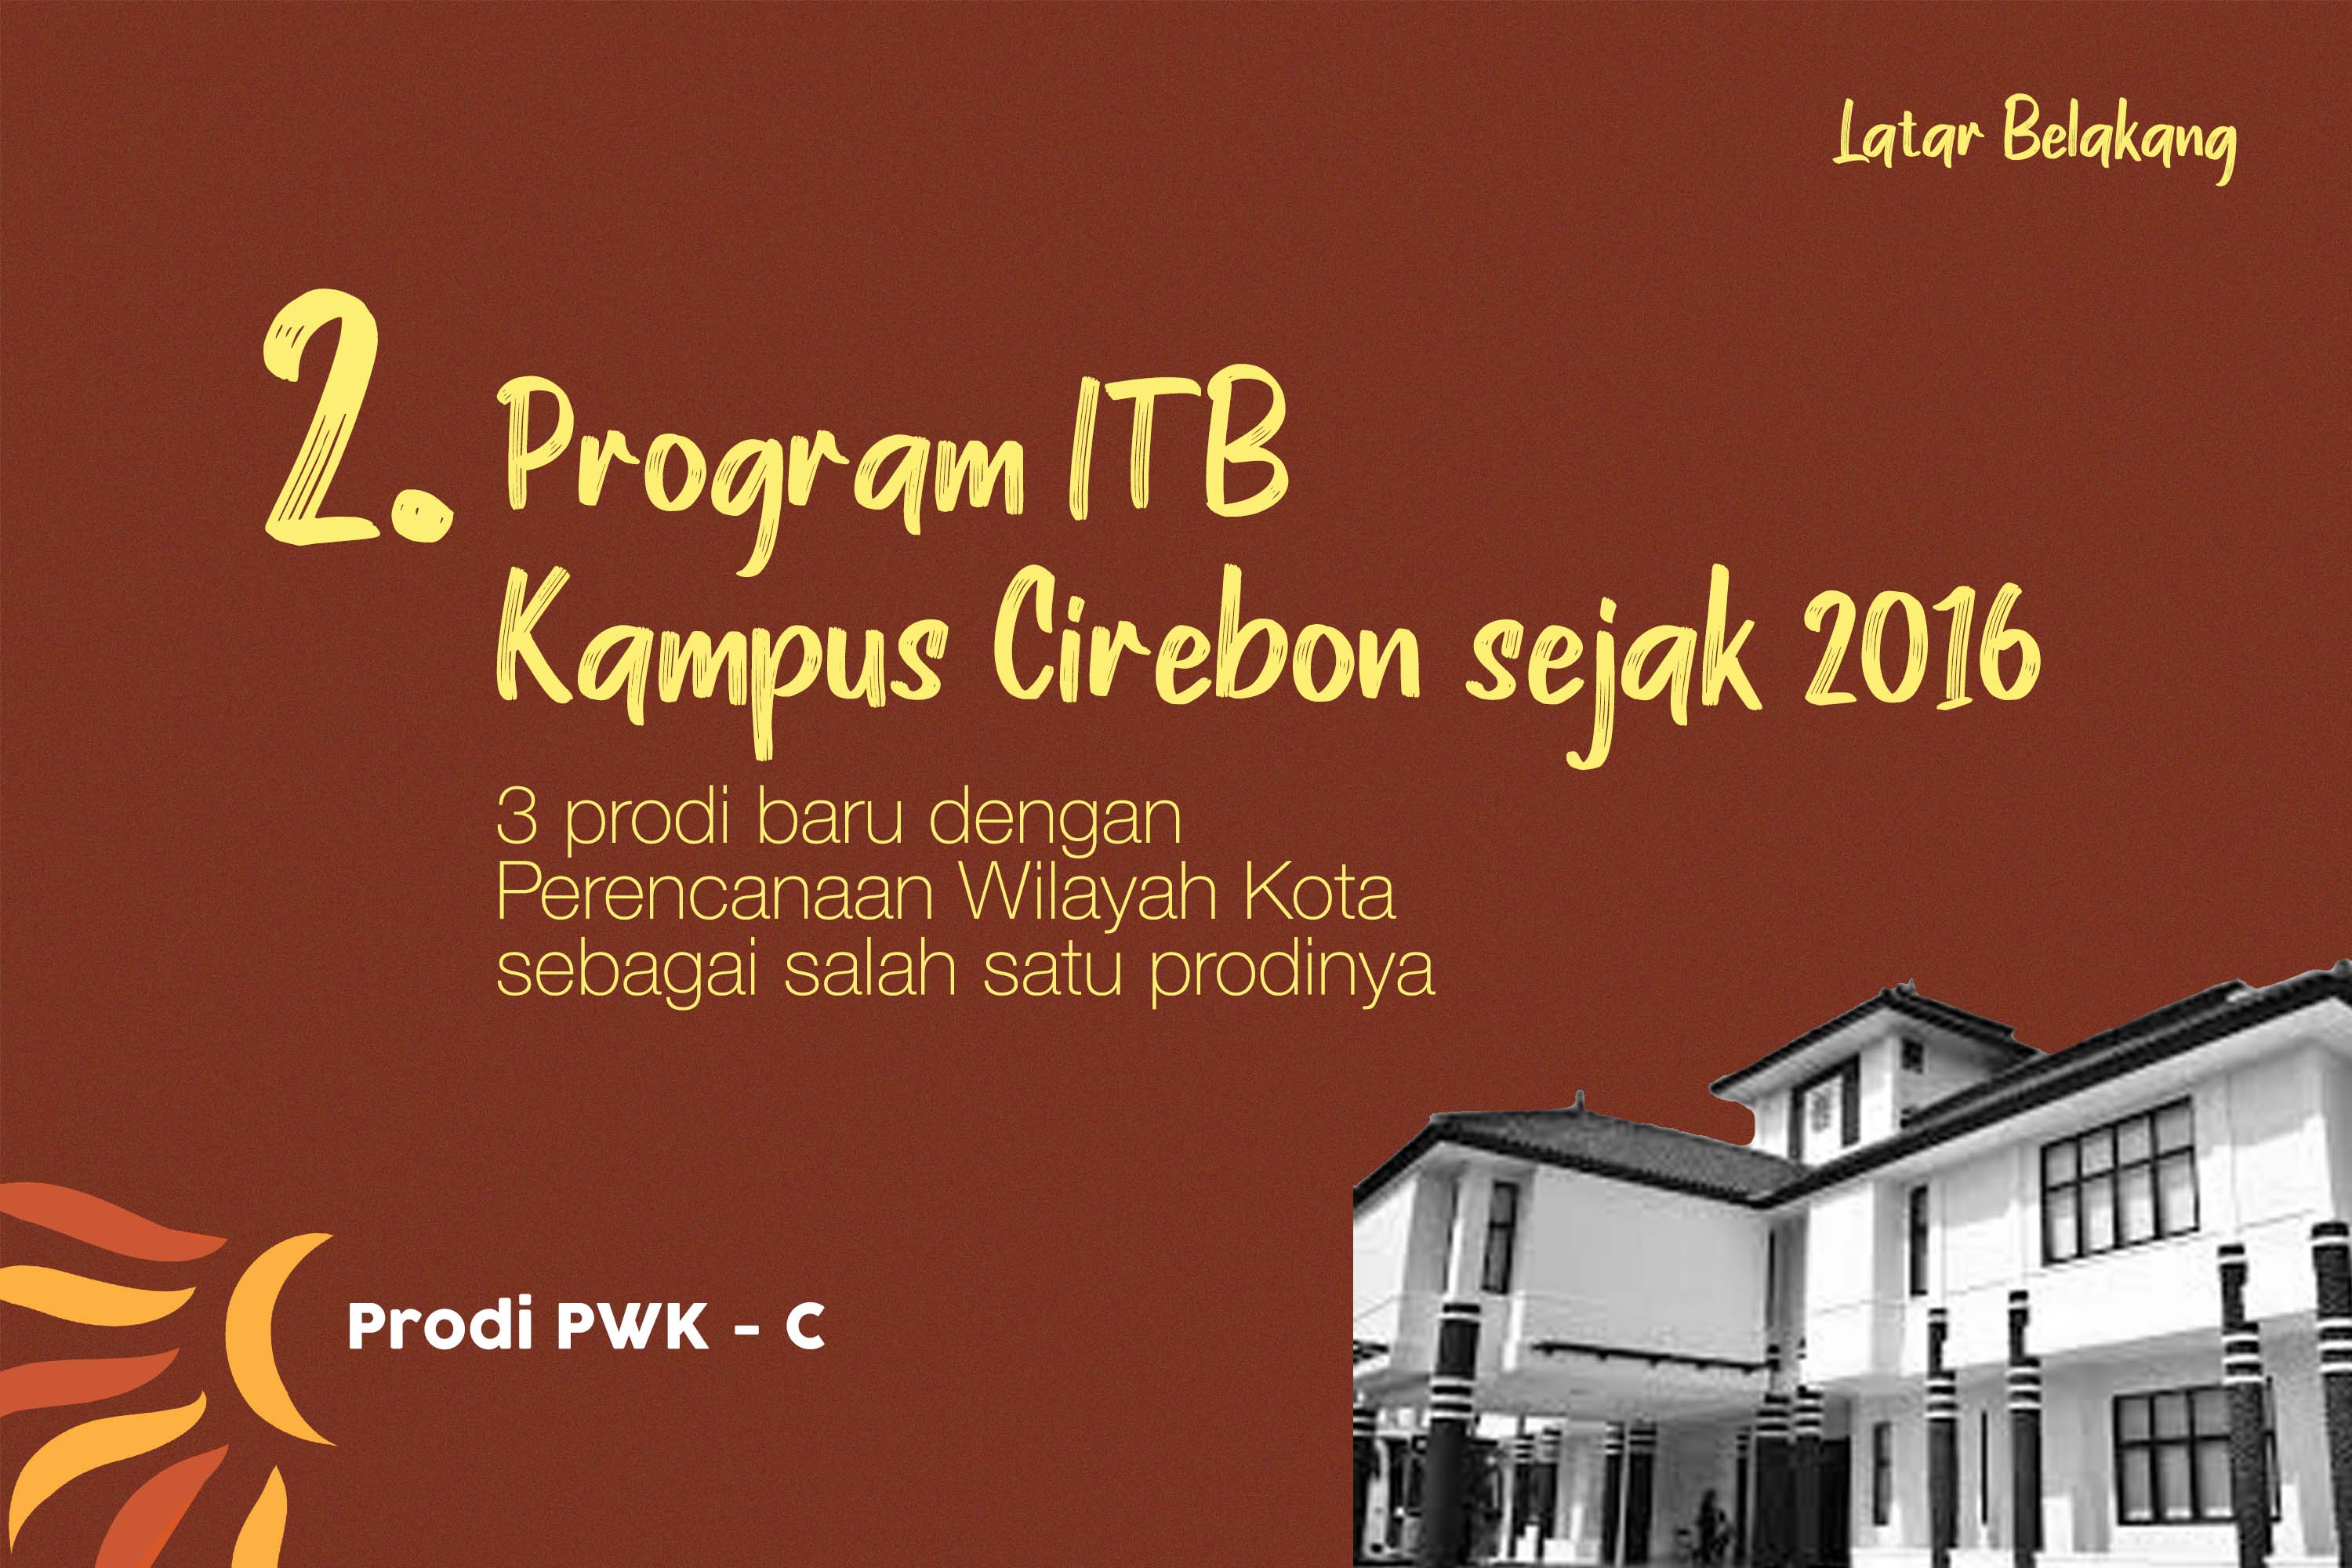 Latar Belakang
2. Program ITB
Kampus Cirebon sejak 2016
3 prodi baru dengan
Perencanaan Wilayah Kota
sebagai salah satu prodinya
Prodi PWK - C